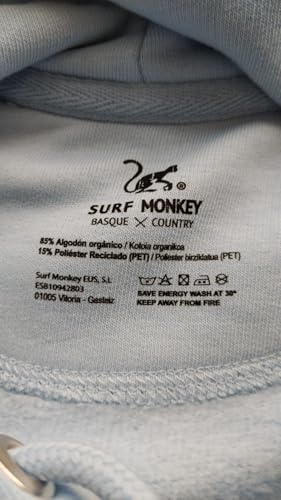 ®
SURF MONKEY
BASQUE X COUNTRY
85% Algodón orgánico / Kotoia organikoa
15% Poliéster Reciclado (PET) / Poliester birziklatua (PET)
Surf Monkey EUS, S.L
ESB10942803
01005 Vitoria - Gasteiz
SAVE ENERGY WASH AT 30°
KEEP AWAY FROM FIRE